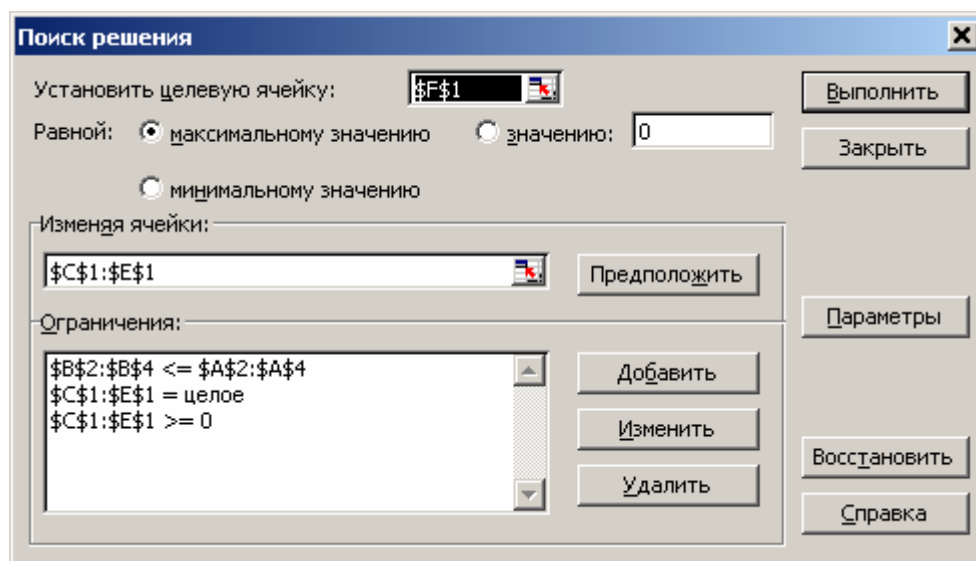 Поиск решения
Установить целевую ячейку: $F$1
Выполнить
Равной: максимальному значению значению: 0
Закрыть
минимальному значению
Изменяя ячейки:
$C$1:$E$1
Предположить
Ограничения:
Параметры
$B$2:$B$4 <= $A$2:$A$4
$C$1:$E$1 = целое
$C$1:$E$1 >= 0
Добавить
Изменить
Удалить
Восстановить
Справка